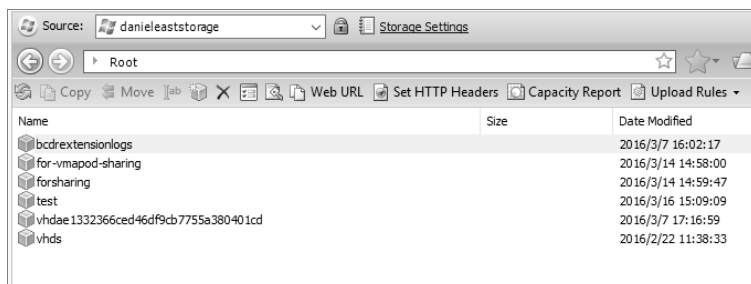 Source: danieleaststorage Storage Settings
Root
Copy Move Web URL Set HTTP Headers Capacity Report Upload Rules
Name Size Date Modified
bcdrextensionlogs 2016/3/7 16:02:17
for-vmapod-sharing 2016/3/14 14:58:00
forsharing 2016/3/14 14:59:47
test 2016/3/16 15:09:09
vhdae1332366ced46df9cb7755a380401cd 2016/3/7 17:16:59
vhds 2016/2/22 11:38:33